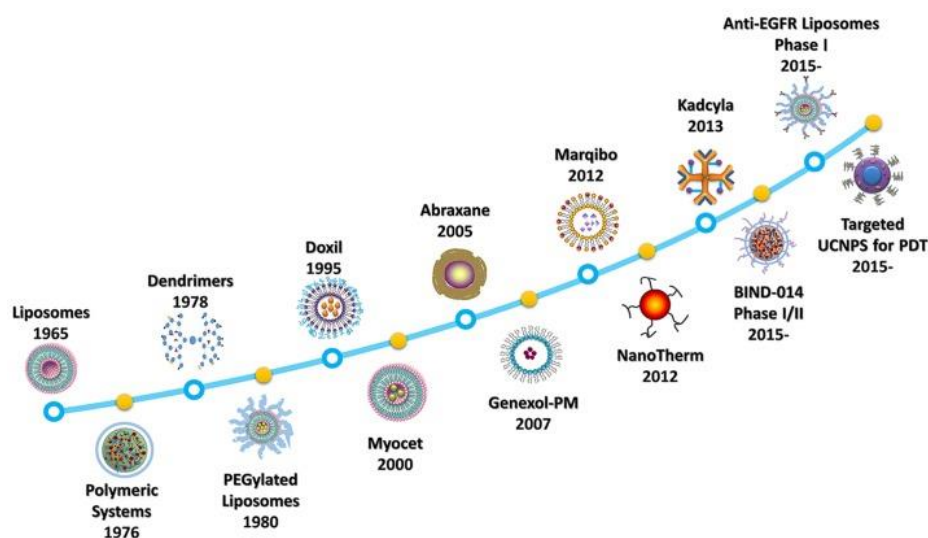 Liposomes
1965
Polymeric
Systems
1976
Dendrimers
1978
PEGylated
Liposomes
1980
Doxil
1995
Myocet
2000
Abraxane
2005
Genexol-PM
2007
Marqibo
2012
NanoTherm
2012
Kadcyla
2013
BIND-014
Phase I/II
2015-
Anti-EGFR Liposomes
Phase I
2015-
Targeted
UCNPS for PDT
2015-